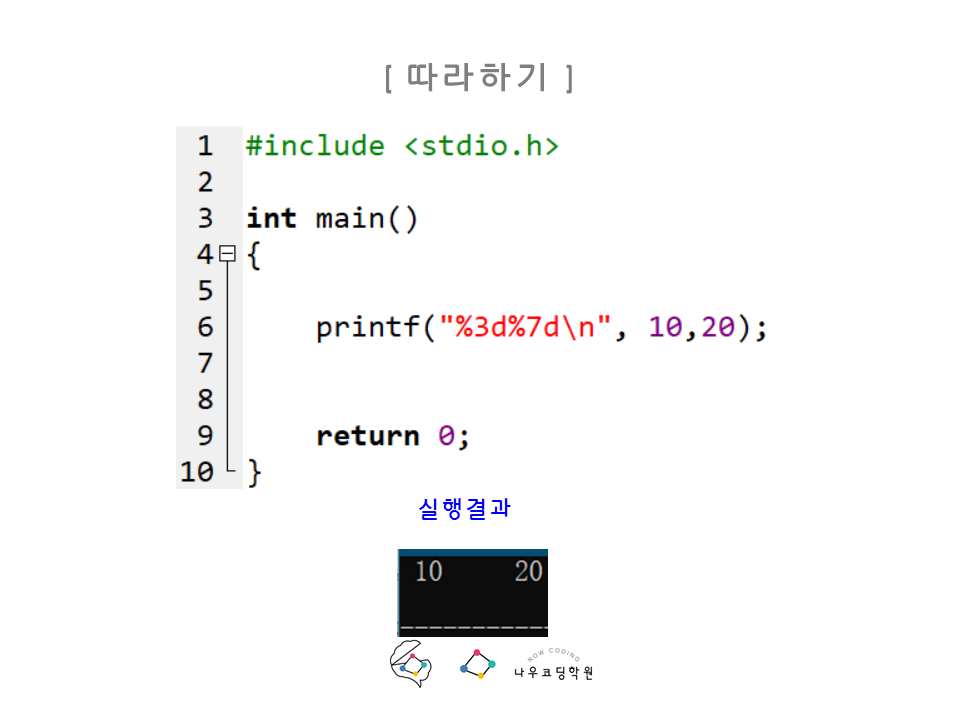 [ 따라하기 ]
1 #include <stdio.h>
2
3 int main()
4 {
5
6 printf("%3d%7d\n", 10,20);
7
8
9 return 0;
10 }
실행결과
10 20
NOW CODING
나우코딩학원